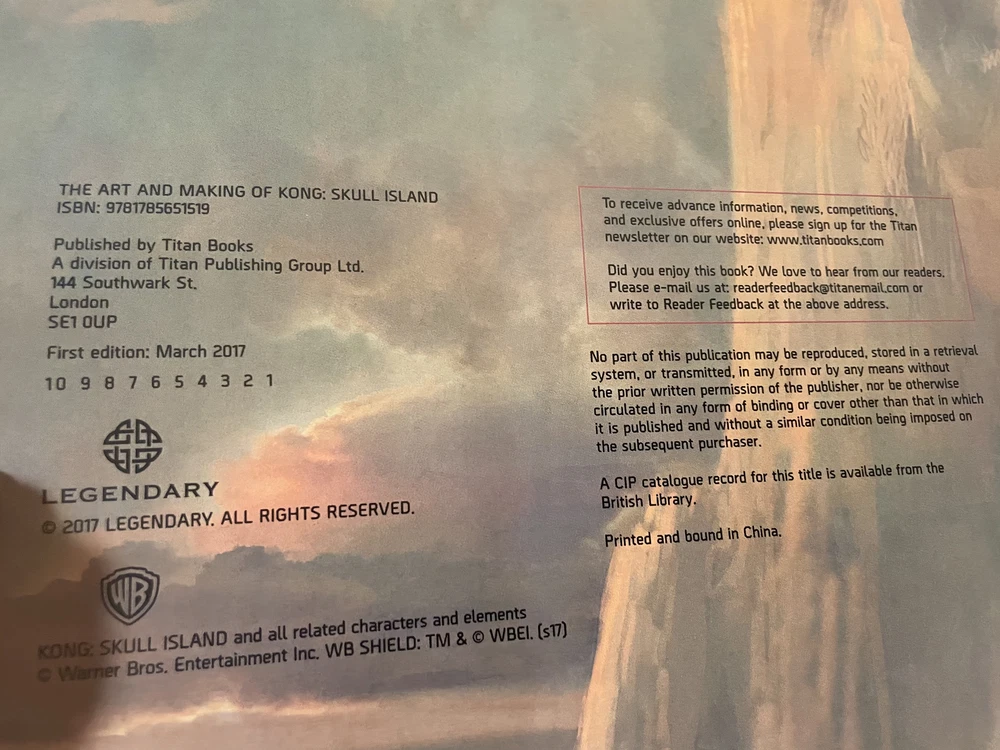 THE ART AND MAKING OF KONG: SKULL ISLAND
ISBN: 9781785651519
Published by Titan Books
A division of Titan Publishing Group Ltd.
144 Southwark St.
London
SE1 0UP
First edition: March 2017
10 9 8 7 6 5 4 3 2 1
LEGENDARY
© 2017 LEGENDARY. ALL RIGHTS RESERVED.
WB
KONG: SKULL ISLAND and all related characters and elements
© Warner Bros. Entertainment Inc. WB SHIELD: TM & © WBEI. (s17)
To receive advance information, news, competitions,
and exclusive offers online, please sign up for the Titan
newsletter on our website: www.titanbooks.com
Did you enjoy this book? We love to hear from our readers.
Please e-mail us at: readerfeedback@titanemail.com or
write to Reader Feedback at the above address.
No part of this publication may be reproduced, stored in a retrieval
system, or transmitted, in any form or by any means without
the prior written permission of the publisher, nor be otherwise
circulated in any form of binding or cover other than that in which
it is published and without a similar condition being imposed on
the subsequent purchaser.
A CIP catalogue record for this title is available from the
British Library.
Printed and bound in China.